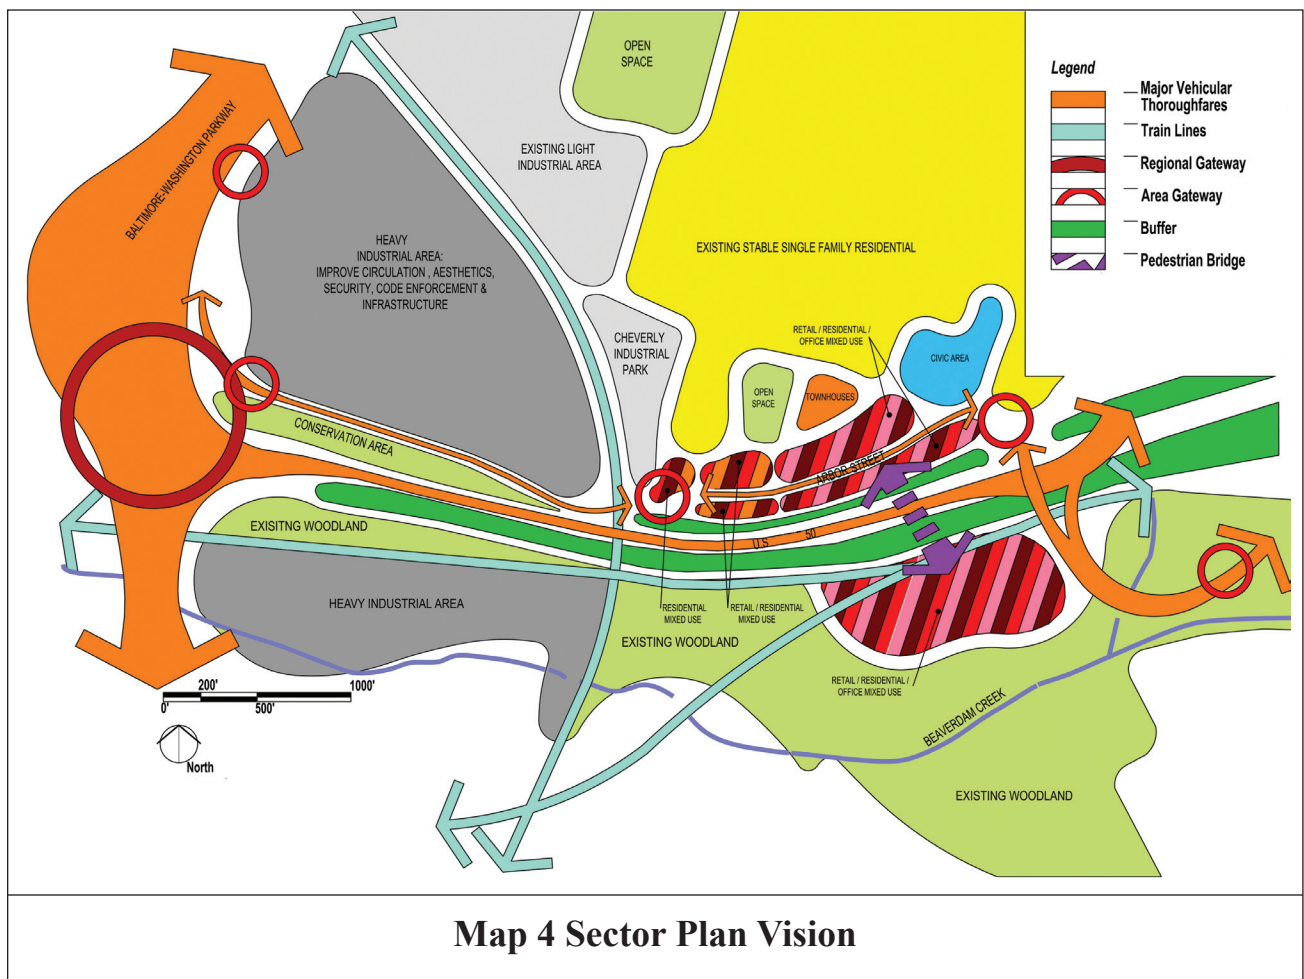 OPEN
SPACE
Legend
Major Vehicular
Thoroughfares
Train Lines
Regional Gateway
Area Gateway
Buffer
Pedestrian Bridge
BALTIMORE-WASHINGTON PARKWAY
EXISTING LIGHT
INDUSTRIAL AREA
HEAVY
INDUSTRIAL AREA:
IMPROVE CIRCULATION , AESTHETICS,
SECURITY, CODE ENFORCEMENT &
INFRASTRUCTURE
EXISTING STABLE SINGLE FAMILY RESIDENTIAL
CHEVERLY
INDUSTRIAL
PARK
RETAIL / RESIDENTIAL /
OFFICE MIXED USE
CIVIC AREA
OPEN
SPACE
TOWNHOUSES
CONSERVATION AREA
ARBOR STREET
EXISITNG WOODLAND
U.S 50
HEAVY INDUSTRIAL AREA
RESIDENTIAL
MIXED USE
RETAIL / RESIDENTIAL
MIXED USE
EXISTING WOODLAND
RETAIL / RESIDENTIAL /
OFFICE MIXED USE
BEAVERDAM CREEK
200' 1000'
0' 500'
North
EXISTING WOODLAND
Map 4 Sector Plan Vision